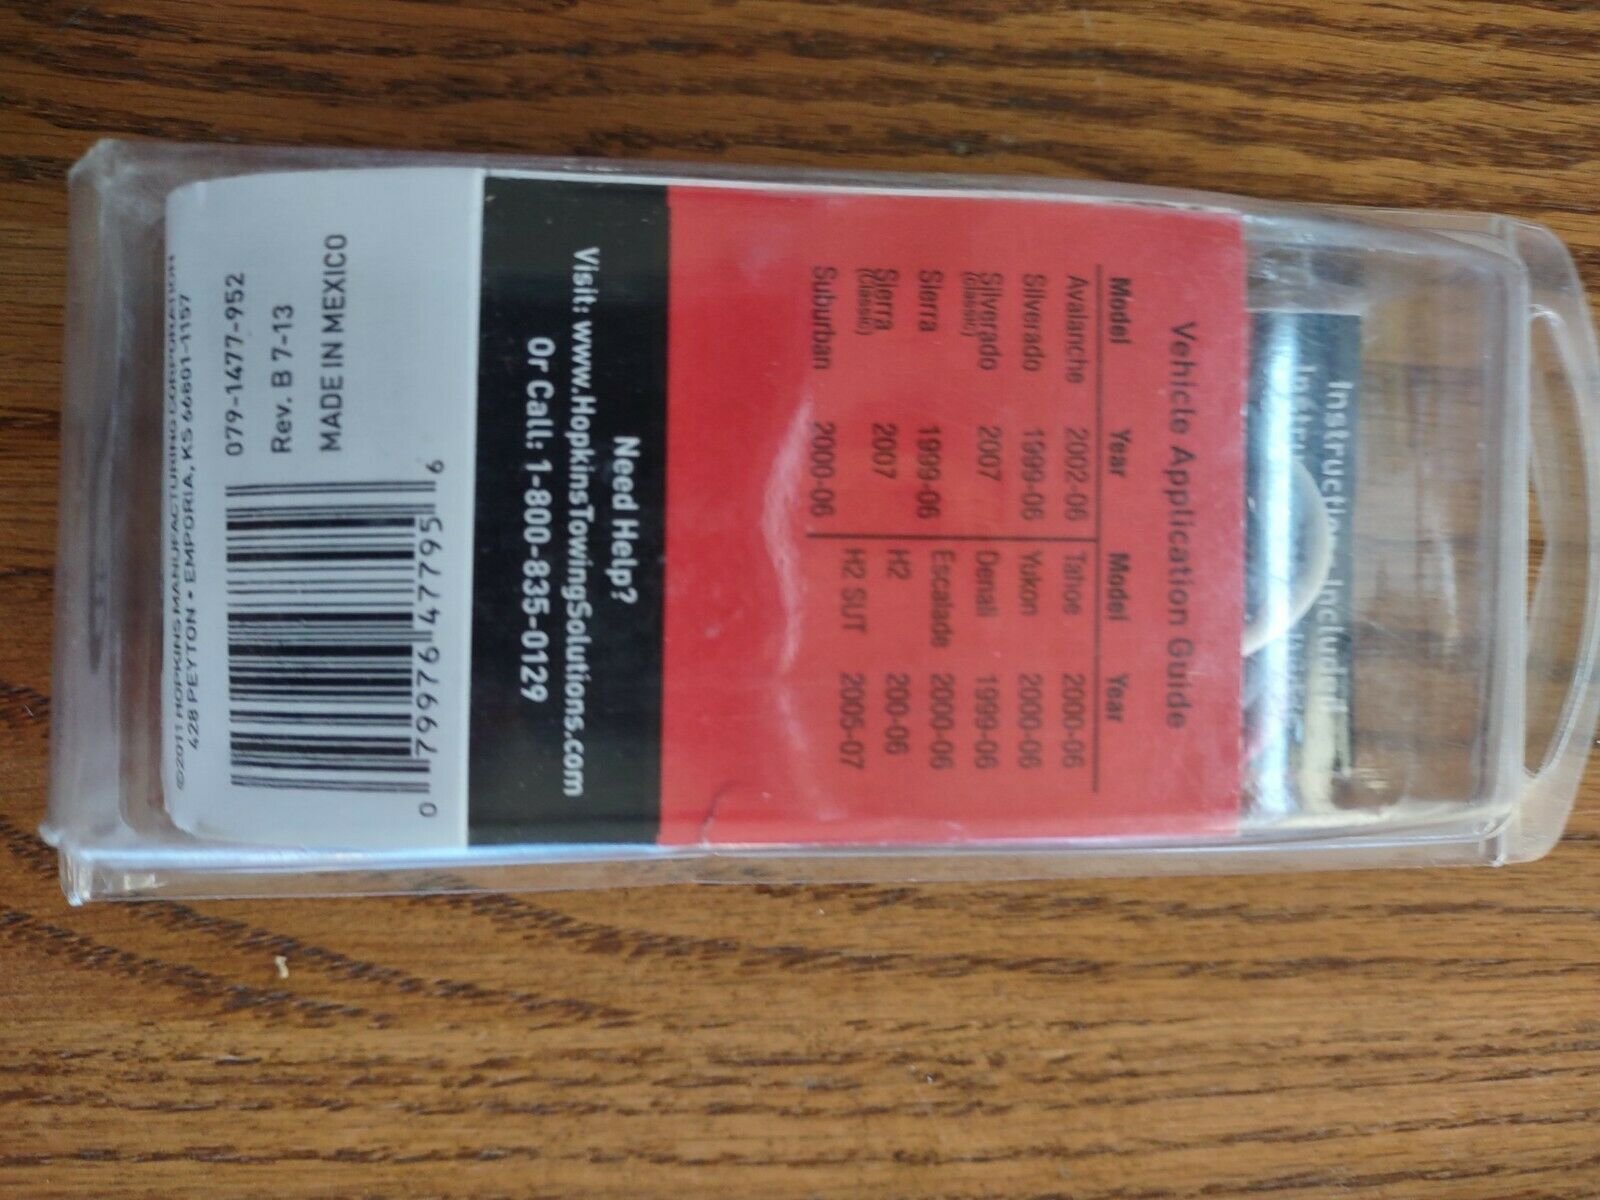 Instructions Included!
Vehicle Application Guide
Model Year Model Year
Avalanche 2002-06 Tahoe 2000-06
Silverado 1999-06 Yukon 2000-06
Silverado 2007 Denali 1999-06
(Classic)
Sierra 1999-06 Escalade 2000-06
Sierra 2007 H2 200-06
(Classic)
Suburban 2000-06 H2 SUT 2005-07
Need Help?
Visit: www.HopkinsTowingSolutions.com
Or Call: 1-800-835-0129
0 79976 47795 6
079-1477-952
Rev. B 7-13
MADE IN MEXICO
©2011 HOPKINS MANUFACTURING CORPORATION
428 PEYTON • EMPORIA, KS 66801-1157